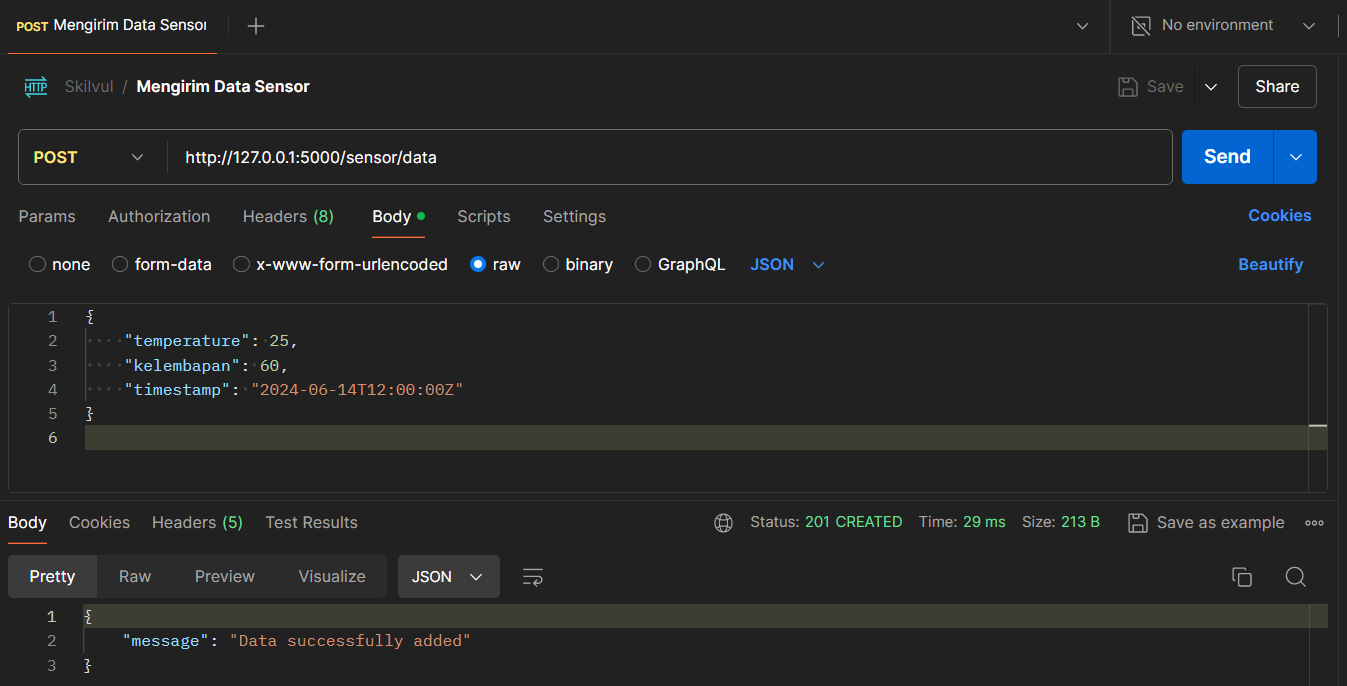 POST Mengirim Data Sensor
No environment
HTTP Skilvul / Mengirim Data Sensor Save Share
POST http://127.0.0.1:5000/sensor/data Send
Params Authorization Headers (8) Body Scripts Settings Cookies
none form-data x-www-form-urlencoded raw binary GraphQL JSON Beautify
1 {
2 "temperature": 25,
3 "kelembapan": 60,
4 "timestamp": "2024-06-14T12:00:00Z"
5 }
6
Body Cookies Headers (5) Test Results Status: 201 CREATED Time: 29 ms Size: 213 B Save as example
Pretty Raw Preview Visualize JSON
1 {
2 "message": "Data successfully added"
3 }